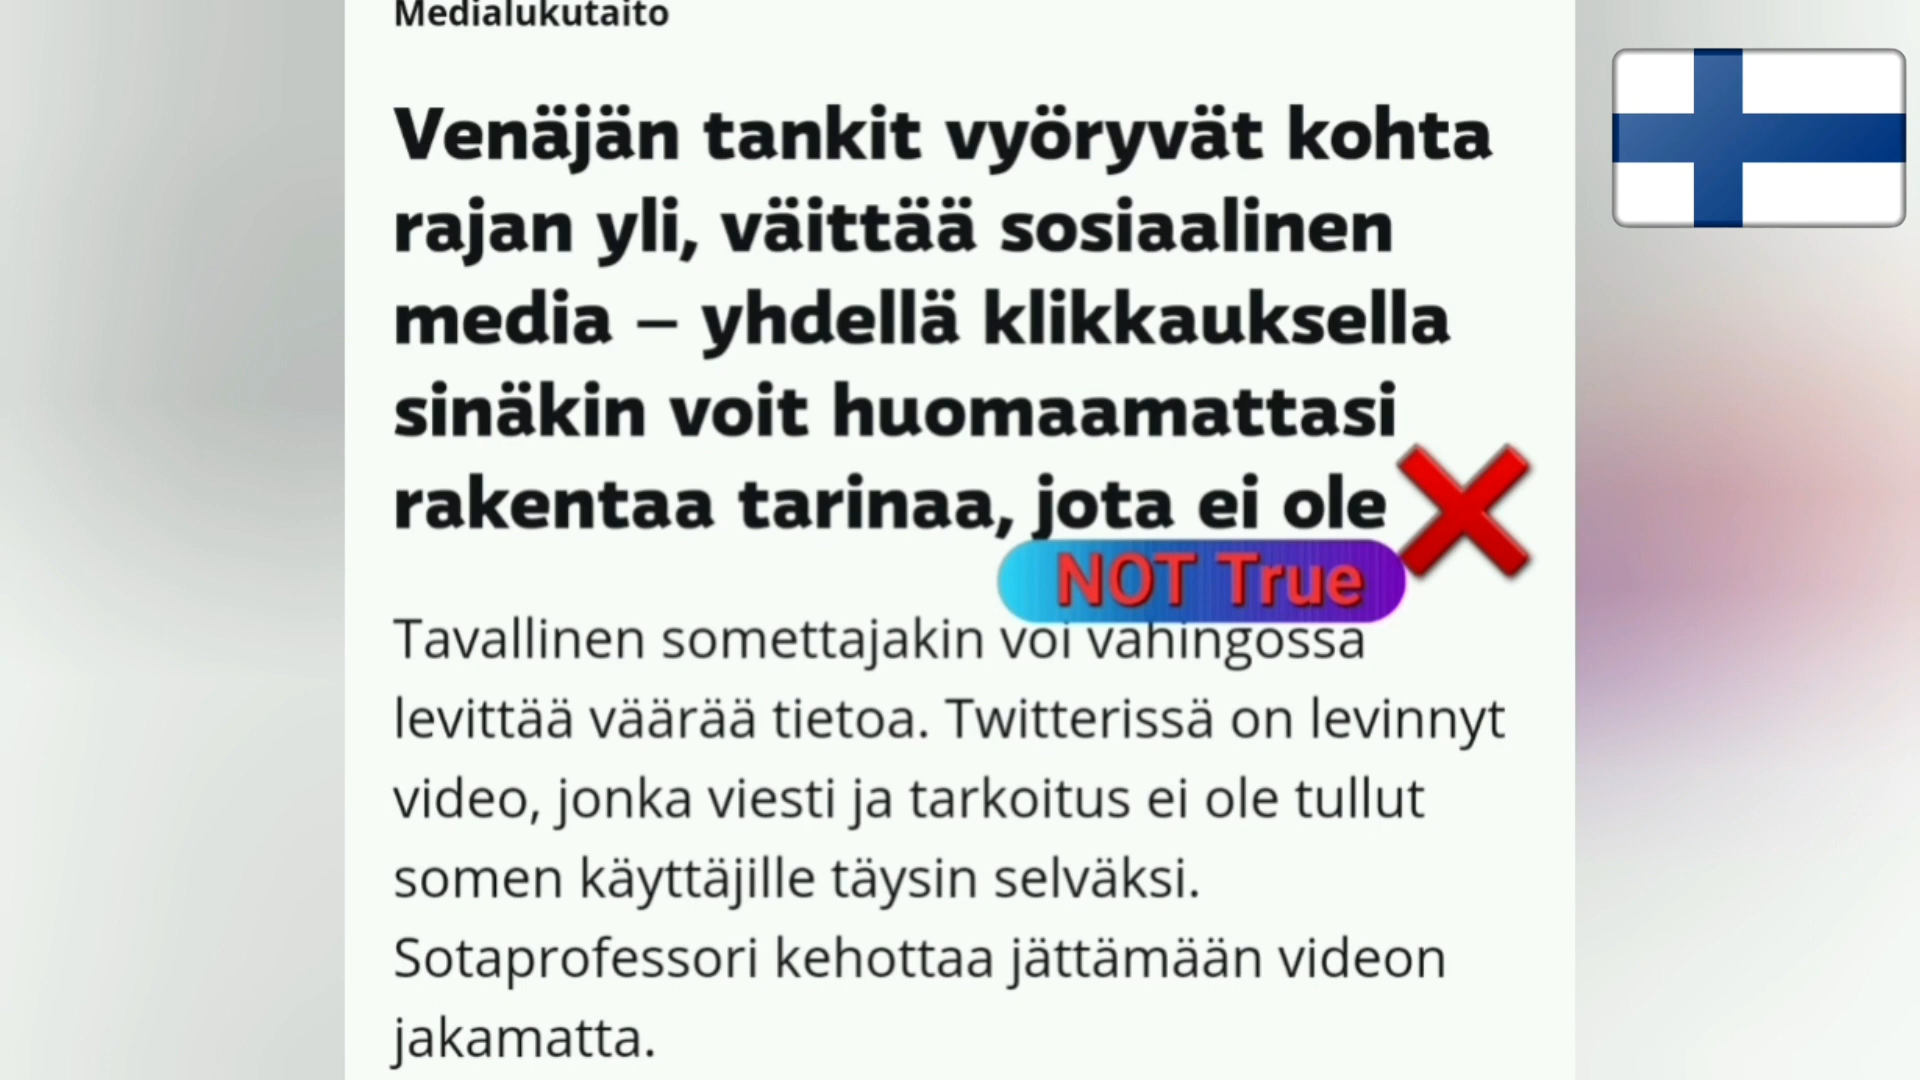 Medialukutaito
Venäjän tankit vyöryvät kohta
rajan yli, väittää sosiaalinen
media – yhdellä klikkauksella
sinäkin voit huomaamattasi
rakentaa tarinaa, jota ei ole
NOT True
Tavallinen somettajakin voi vahingossa
levittää väärää tietoa. Twitterissä on levinnyt
video, jonka viesti ja tarkoitus ei ole tullut
somen käyttäjille täysin selväksi.
Sotaprofessori kehottaa jättämään videon
jakamatta.